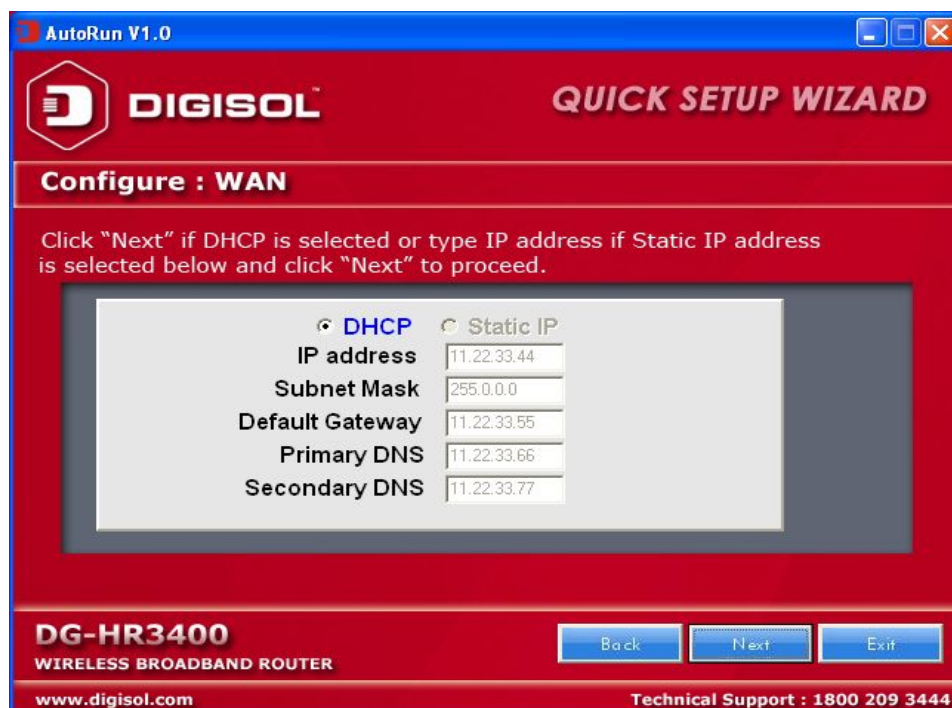 AutoRun V1.0
DIGISOL™
QUICK SETUP WIZARD
Configure : WAN
Click “Next” if DHCP is selected or type IP address if Static IP address
is selected below and click “Next” to proceed.
DHCP Static IP
IP address 11.22.33.44
Subnet Mask 255.0.0.0
Default Gateway 11.22.33.55
Primary DNS 11.22.33.66
Secondary DNS 11.22.33.77
DG-HR3400
WIRELESS BROADBAND ROUTER
Back Next Exit
www.digisol.com Technical Support : 1800 209 3444